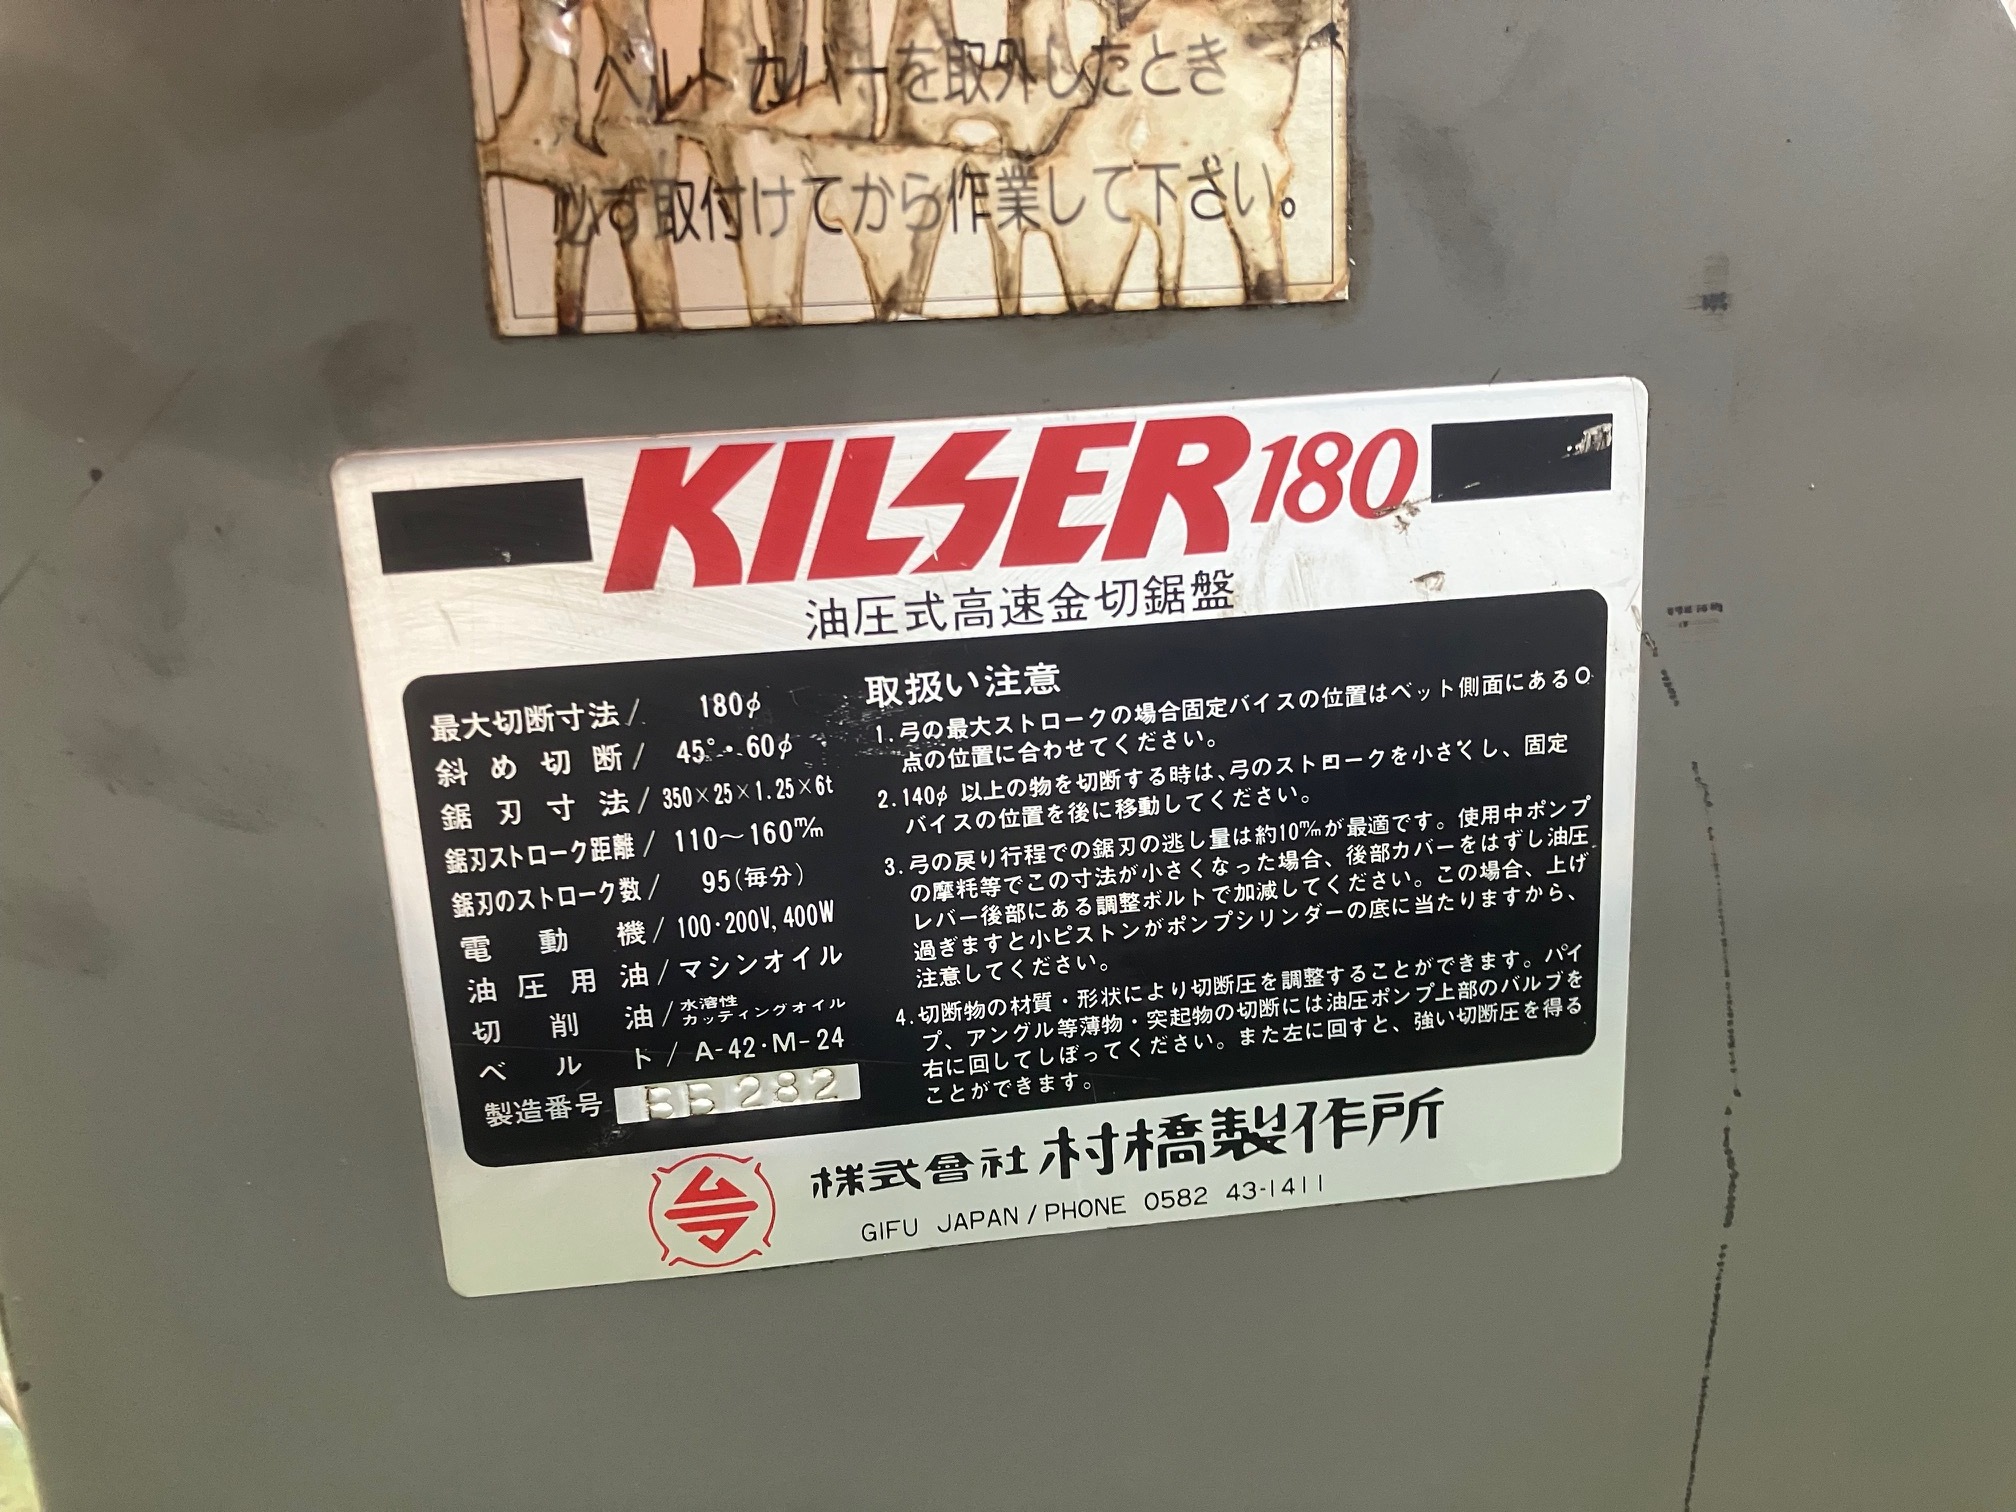 ベルトカバーを取外したとき
必ず取付けてから作業して下さい。
KILSER180
油圧式高速金切鋸盤
最大切断寸法/ 180φ
斜め切断/ 45°・60φ
鋸刃寸法/350×25×1.25×6t
鋸刃ストローク距離/ 110〜160m/m
鋸刃のストローク数/ 95(毎分)
電動機/100・200V,400W
油圧用油/マシンオイル
切削油/水溶性カッティングオイル
ベルト/A-42・M-24
製造番号 282
取扱い注意
1.弓の最大ストロークの場合固定バイスの位置はベット側面にある○
点の位置に合わせてください。
2.140φ以上の物を切断する時は、弓のストロークを小さくし、固定
バイスの位置を後に移動してください。
3.弓の戻り行程での鋸刃の逃し量は約10m/mが最適です。使用中ポンプ
の摩耗等でこの寸法が小さくなった場合、後部カバーをはずし油圧
レバー後部にある調整ボルトで加減してください。この場合、上げ
過ぎますと小ピストンがポンプシリンダーの底に当たりますから、
注意してください。
4.切断物の材質・形状により切断圧を調整することができます。パイ
プ、アングル等薄物・突起物の切断には油圧ポンプ上部のバルブを
右に回してしぼってください。また左に回すと、強い切断圧を得る
ことができます。
株式會社村橋製作所
GIFU JAPAN/PHONE 0582 43-1411